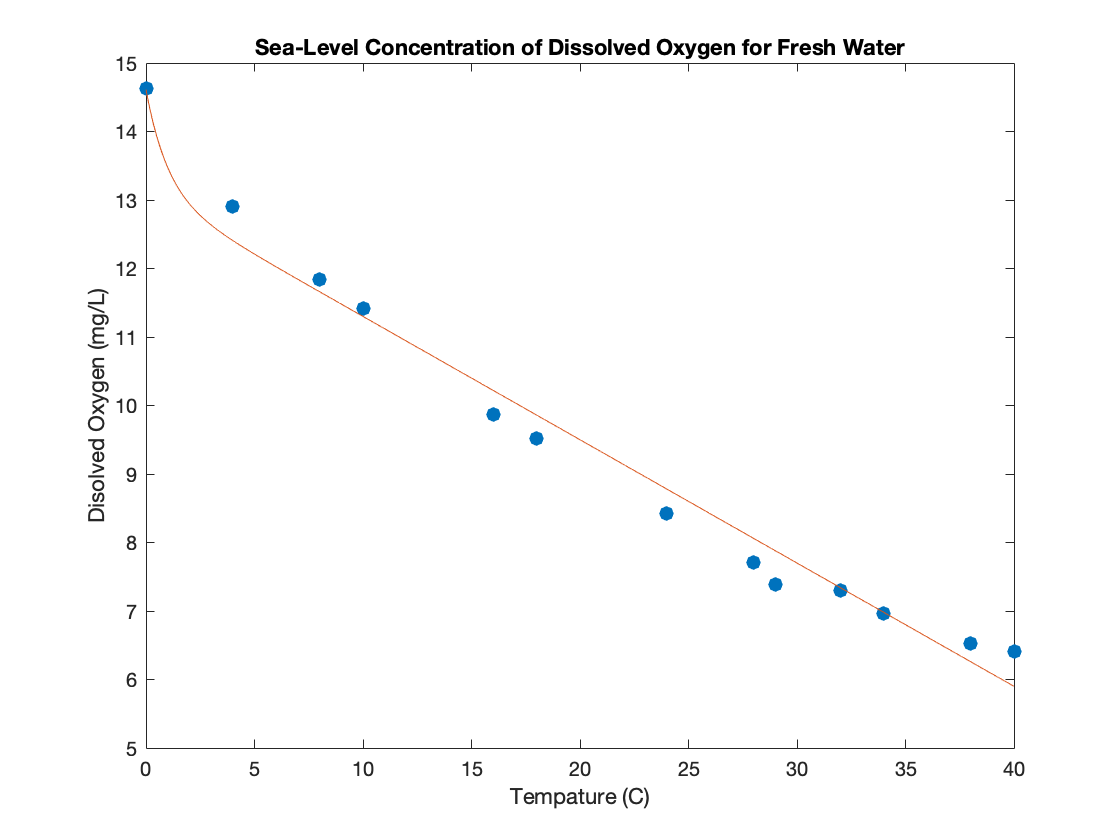 Sea-Level Concentration of Dissolved Oxygen for Fresh Water
15
14
13
12
11
10
9
8
7
6
5
Disolved Oxygen (mg/L)
0 5 10 15 20 25 30 35 40
Tempature (C)